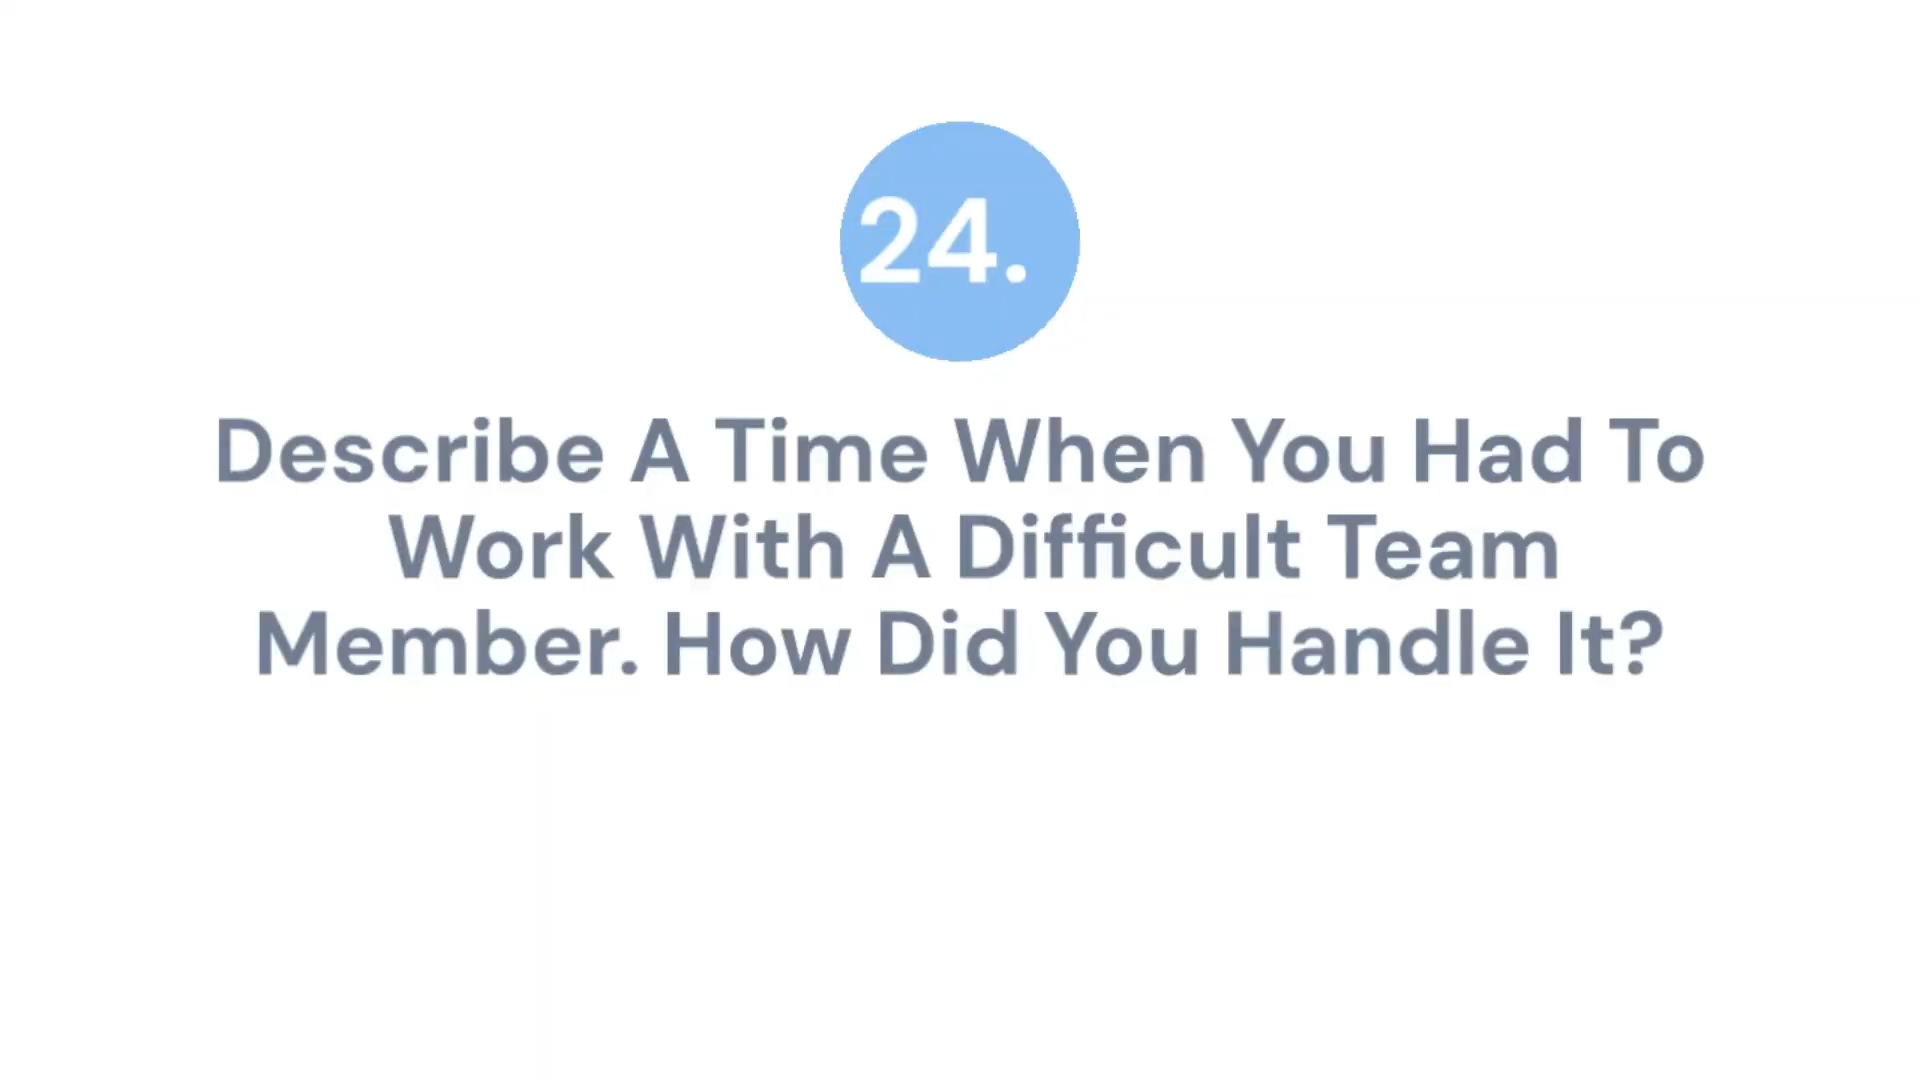 24.
Describe A Time When You Had To
Work With A Difficult Team
Member. How Did You Handle It?